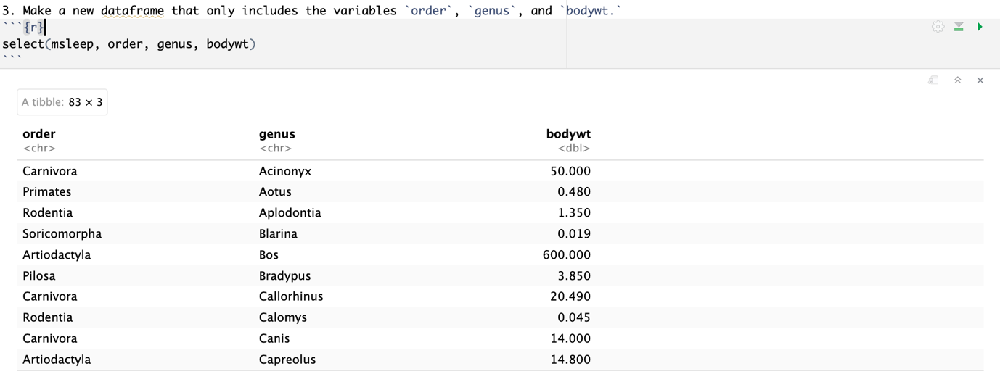 3. Make a new dataframe that only includes the variables `order`, `genus`, and `bodywt.`
```{r}
select(msleep, order, genus, bodywt)
```
A tibble: 83 × 3
order genus bodywt
<chr> <chr> <dbl>
Carnivora Acinonyx 50.000
Primates Aotus 0.480
Rodentia Aplodontia 1.350
Soricomorpha Blarina 0.019
Artiodactyla Bos 600.000
Pilosa Bradypus 3.850
Carnivora Callorhinus 20.490
Rodentia Calomys 0.045
Carnivora Canis 14.000
Artiodactyla Capreolus 14.800